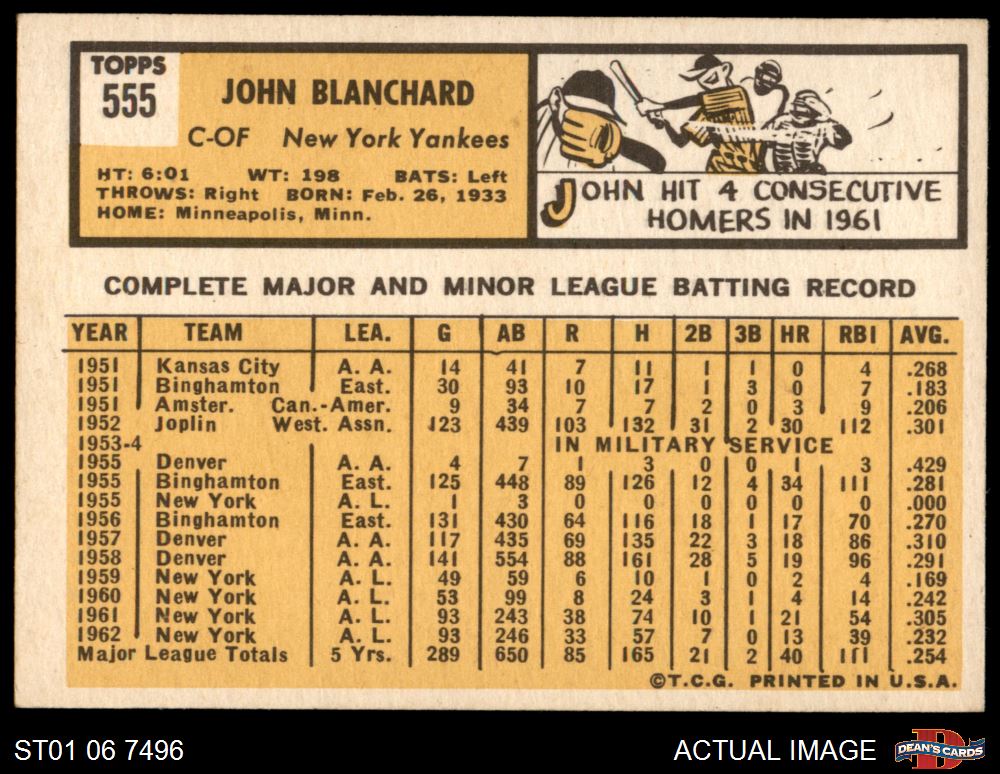 TOPPS
555
JOHN BLANCHARD
C-OF New York Yankees
HT: 6:01 WT: 198 BATS: Left
THROWS: Right BORN: Feb. 26, 1933
HOME: Minneapolis, Minn.
JOHN HIT 4 CONSECUTIVE
HOMERS IN 1961
COMPLETE MAJOR AND MINOR LEAGUE BATTING RECORD
YEAR TEAM LEA. G AB R H 2B 3B HR RBI AVG.
1951 Kansas City A. A. 14 41 7 11 1 1 0 4 .268
1951 Binghamton East. 30 93 10 17 1 3 0 7 .183
1951 Amster. Can.-Amer. 9 34 7 7 2 0 3 9 .206
1952 Joplin West. Assn. 123 439 103 132 31 2 30 112 .301
1953-4 IN MILITARY SERVICE
1955 Denver A. A. 4 7 1 3 0 0 1 3 .429
1955 Binghamton East. 125 448 89 126 12 4 34 111 .281
1955 New York A. L. 1 3 0 0 0 0 0 0 .000
1956 Binghamton East. 131 430 64 116 18 1 17 70 .270
1957 Denver A. A. 117 435 69 135 22 3 18 86 .310
1958 Denver A. A. 141 554 88 161 28 5 19 96 .291
1959 New York A. L. 49 59 6 10 1 0 2 4 .169
1960 New York A. L. 53 99 8 24 3 1 4 14 .242
1961 New York A. L. 93 243 38 74 10 1 21 54 .305
1962 New York A. L. 93 246 33 57 7 0 13 39 .232
Major League Totals 5 Yrs. 289 650 85 165 21 2 40 111 .254
©T.C.G. PRINTED IN U.S.A.
ST01 06 7496 ACTUAL IMAGE D DEAN'S CARDS